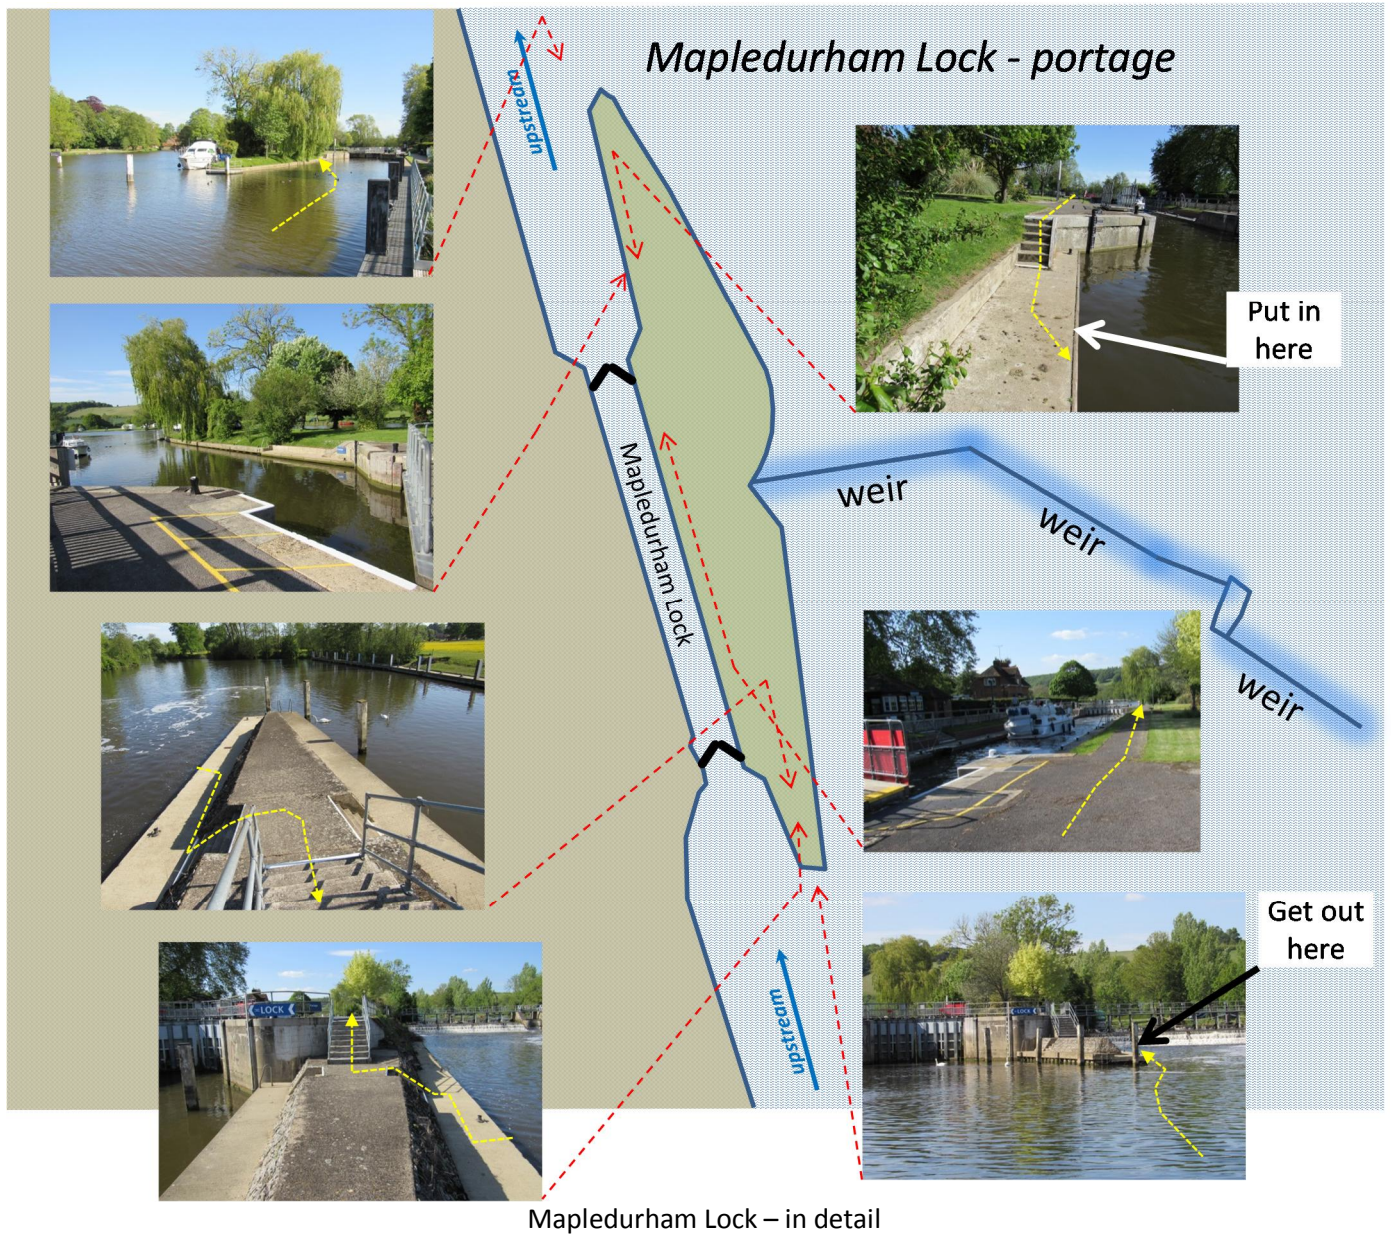 Mapledurham Lock - portage
upstream
Put in
here
Mapledurham Lock
weir
weir
weir
Get out
here
LOCK
LOCK
upstream
Mapledurham Lock – in detail